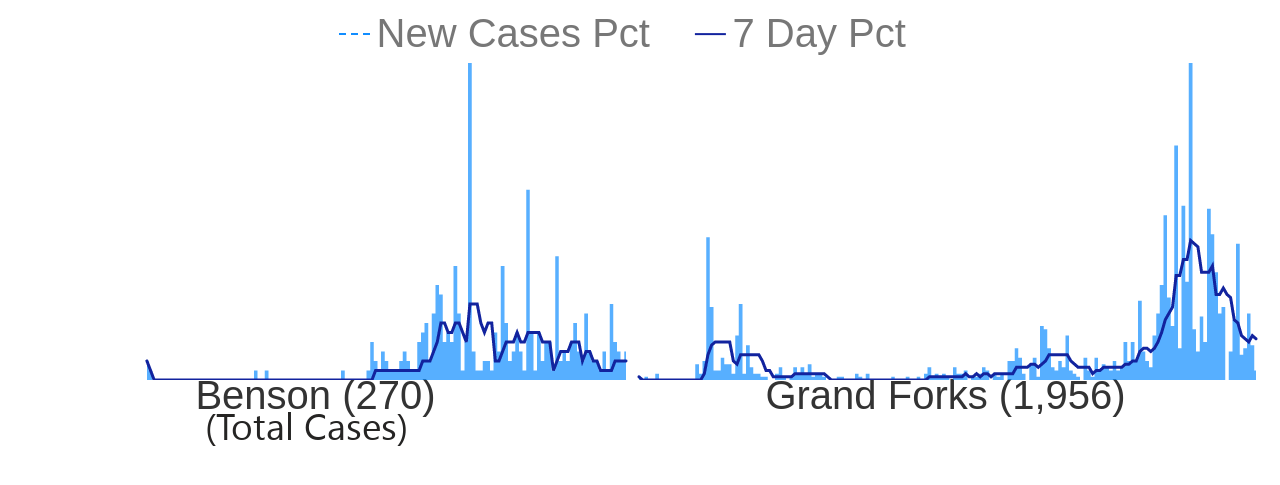 New Cases Pct 7 Day Pct
Benson (270) Grand Forks (1,956)
(Total Cases)